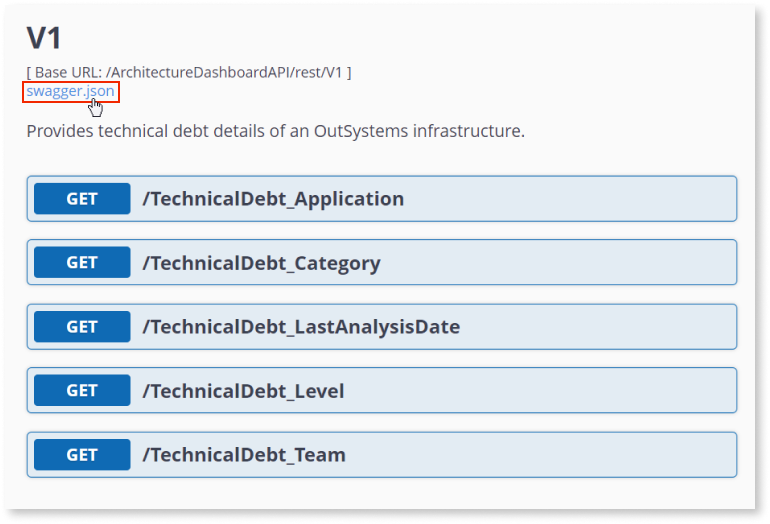 V1
[ Base URL: /ArchitectureDashboardAPI/rest/V1 ]
swagger.json
Provides technical debt details of an OutSystems infrastructure.
GET /TechnicalDebt_Application
GET /TechnicalDebt_Category
GET /TechnicalDebt_LastAnalysisDate
GET /TechnicalDebt_Level
GET /TechnicalDebt_Team